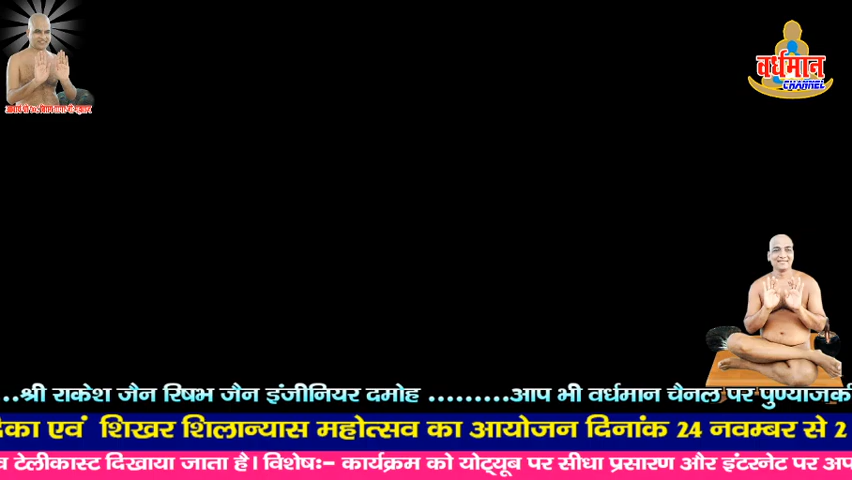 वर्धमान
CHANNEL
...श्री राकेश जैन रिषभ जैन इंजीनियर दमोह .........आप भी वर्धमान चैनल पर पुण्यार्जकी
एवं शिखर शिलान्यास महोत्सव का आयोजन दिनांक 24 नवम्बर से 2
टेलीकास्ट दिखाया जाता है। विशेषः- कार्यक्रम को योट्यूब पर सीधा प्रसारण और इंटरनेट पर अप